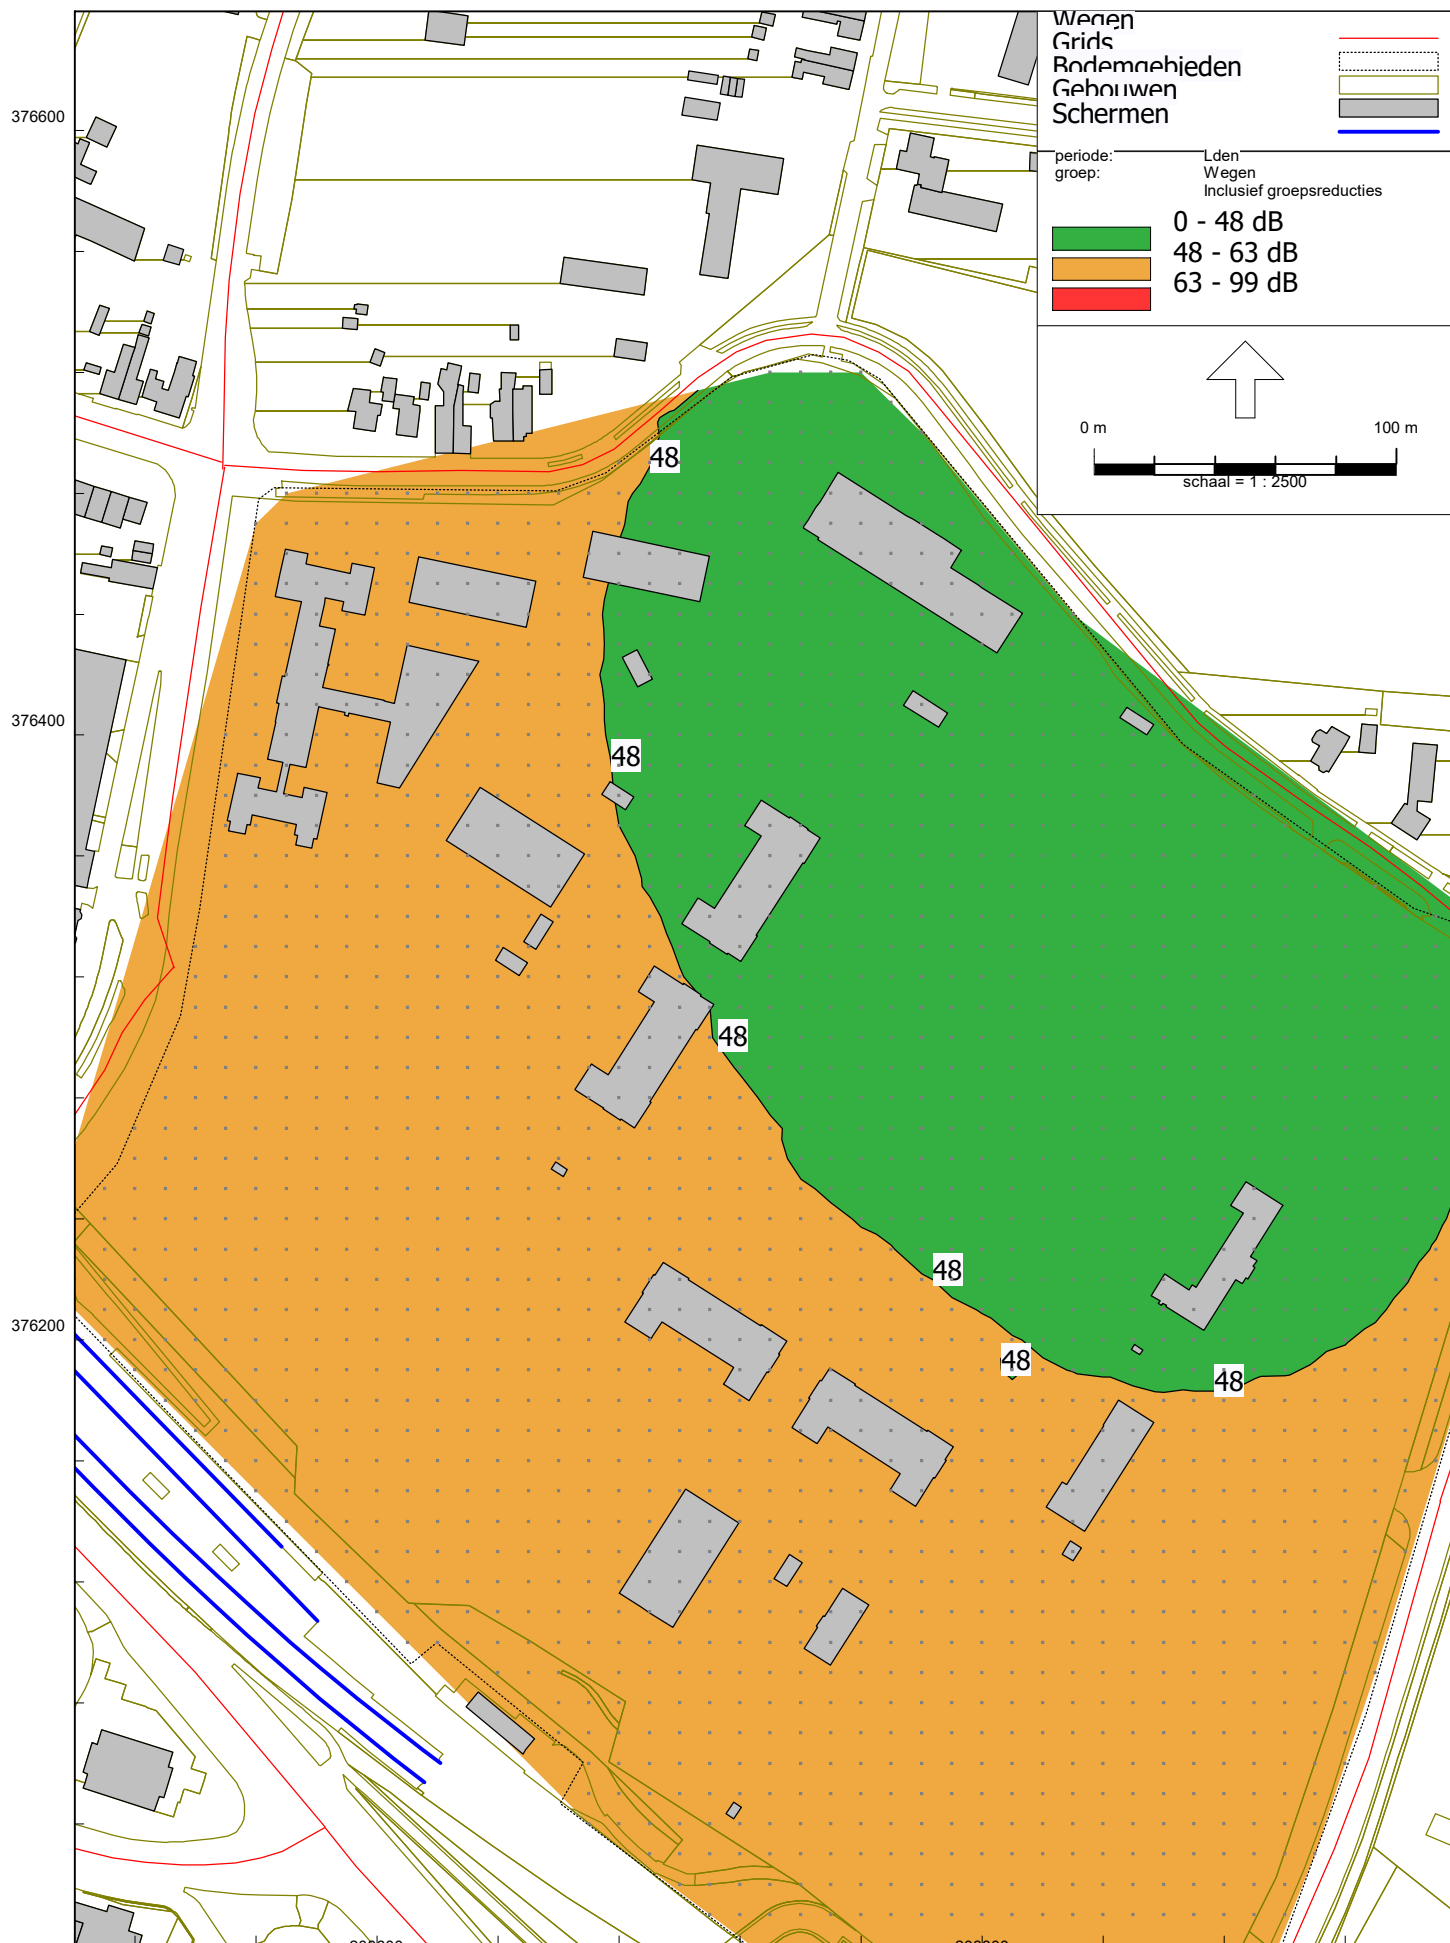 Wegen
Grids
Bodemgebieden
Gebouwen
Schermen
periode: Lden
groep: Wegen
Inclusief groepsreducties
0 - 48 dB
48 - 63 dB
63 - 99 dB
0 m 100 m
schaal = 1 : 2500
376600
48
376400
48
48
48
376200
48
48